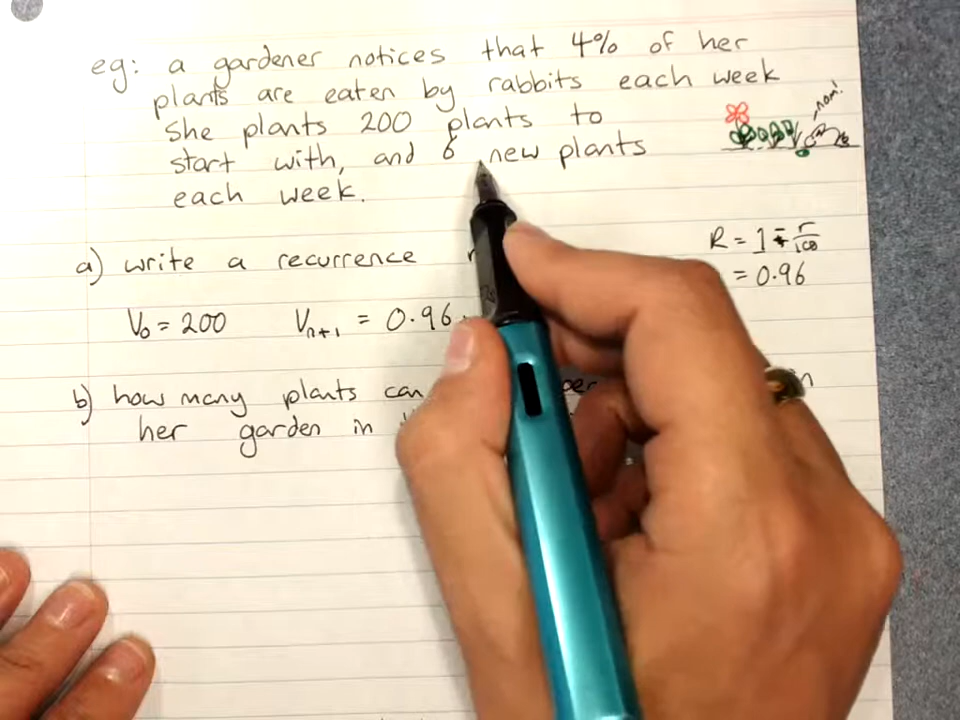 eg: a gardener notices that 4% of her
plants are eaten by rabbits each week
She plants 200 plants to
start with, and 6 new plants
each week.
nom!
a) write a recurrence
R = 1 - r/100
= 0.96
V₀ = 200 Vₙ₊₁ = 0.96
b) how many plants can
her garden in